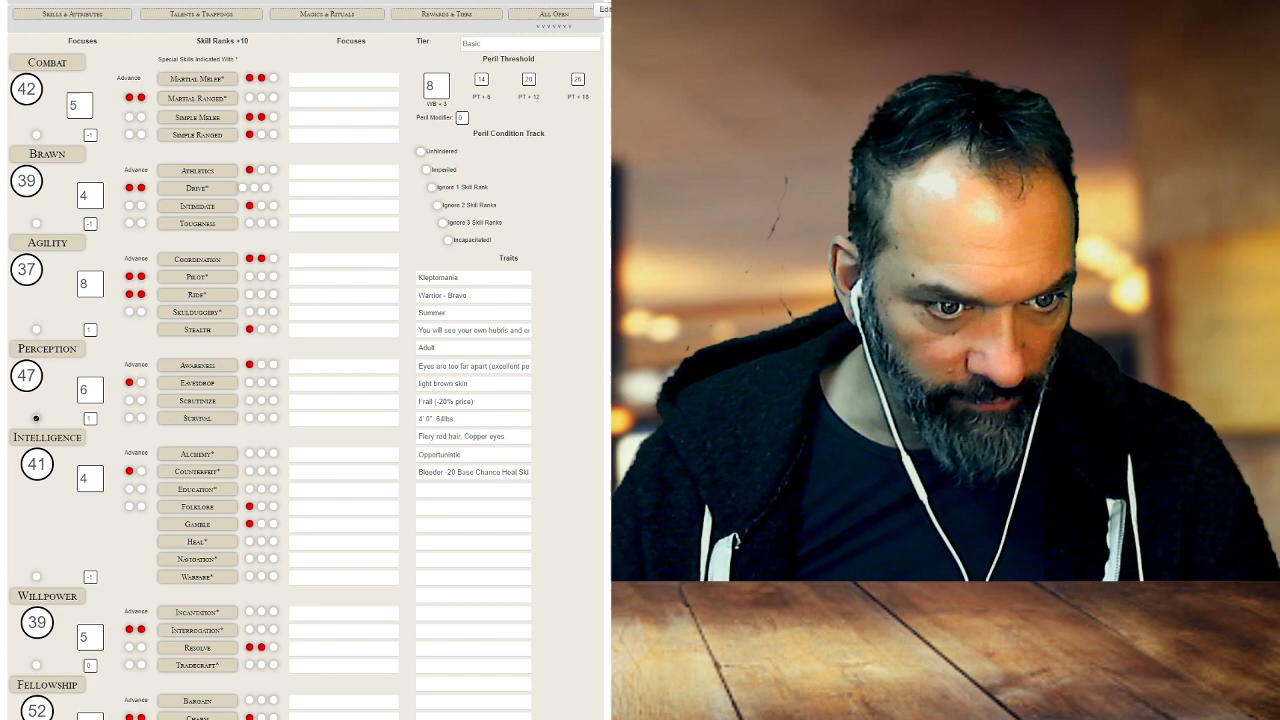 SKILLS & ATTRIBUTES TALENTS & TRAPPINGS MAGICS & RITUALS REWARDS & TIERS ALL OPEN
v v v v v v v
Focuses Skill Ranks +10 Focuses Tier: Basic
Special Skills Indicated With * Peril Threshold
COMBAT
42
5
-1
Advance MARTIAL MELEE*
MARTIAL RANGED*
SIMPLE MELEE
SIMPLE RANGED
8 14 20 26
WB + 3 PT + 6 PT + 12 PT + 18
Peril Modifier: 0
Peril Condition Track
Unhindered
Imperiled
Ignore 1 Skill Rank
Ignore 2 Skill Ranks
Ignore 3 Skill Ranks
Incapacitated!
BRAWN
39
4
-1
Advance ATHLETICS
DRIVE*
INTIMIDATE
TOUGHNESS
AGILITY
37
8
1
Advance COORDINATION
PILOT*
RIDE*
SKULDUGGERY*
STEALTH
Traits
Kleptomania
Warrior - Bravo
Summer
You will see your own hubris and
Adult
Eyes are too far apart (excellent pe
light brown skin
Frail (-20% price)
4' 0", 64lbs.
Fiery red hair, Copper eyes
Opportunistic
Bleeder -20 Base Chance Heal Ski
PERCEPTION
47
6
1
Advance AWARENESS
EAVESDROP
SCRUTINIZE
SURVIVAL
INTELLIGENCE
41
4
-1
Advance ALCHEMY*
COUNTERFEIT*
EDUCATION*
FOLKLORE
GAMBLE
HEAL*
NAVIGATION*
WARFARE*
WILLPOWER
39
5
0
Advance INCANTATION*
INTERROGATION*
RESOLVE
TRADECRAFT*
FELLOWSHIP
52
Advance BARGAIN
CHARM